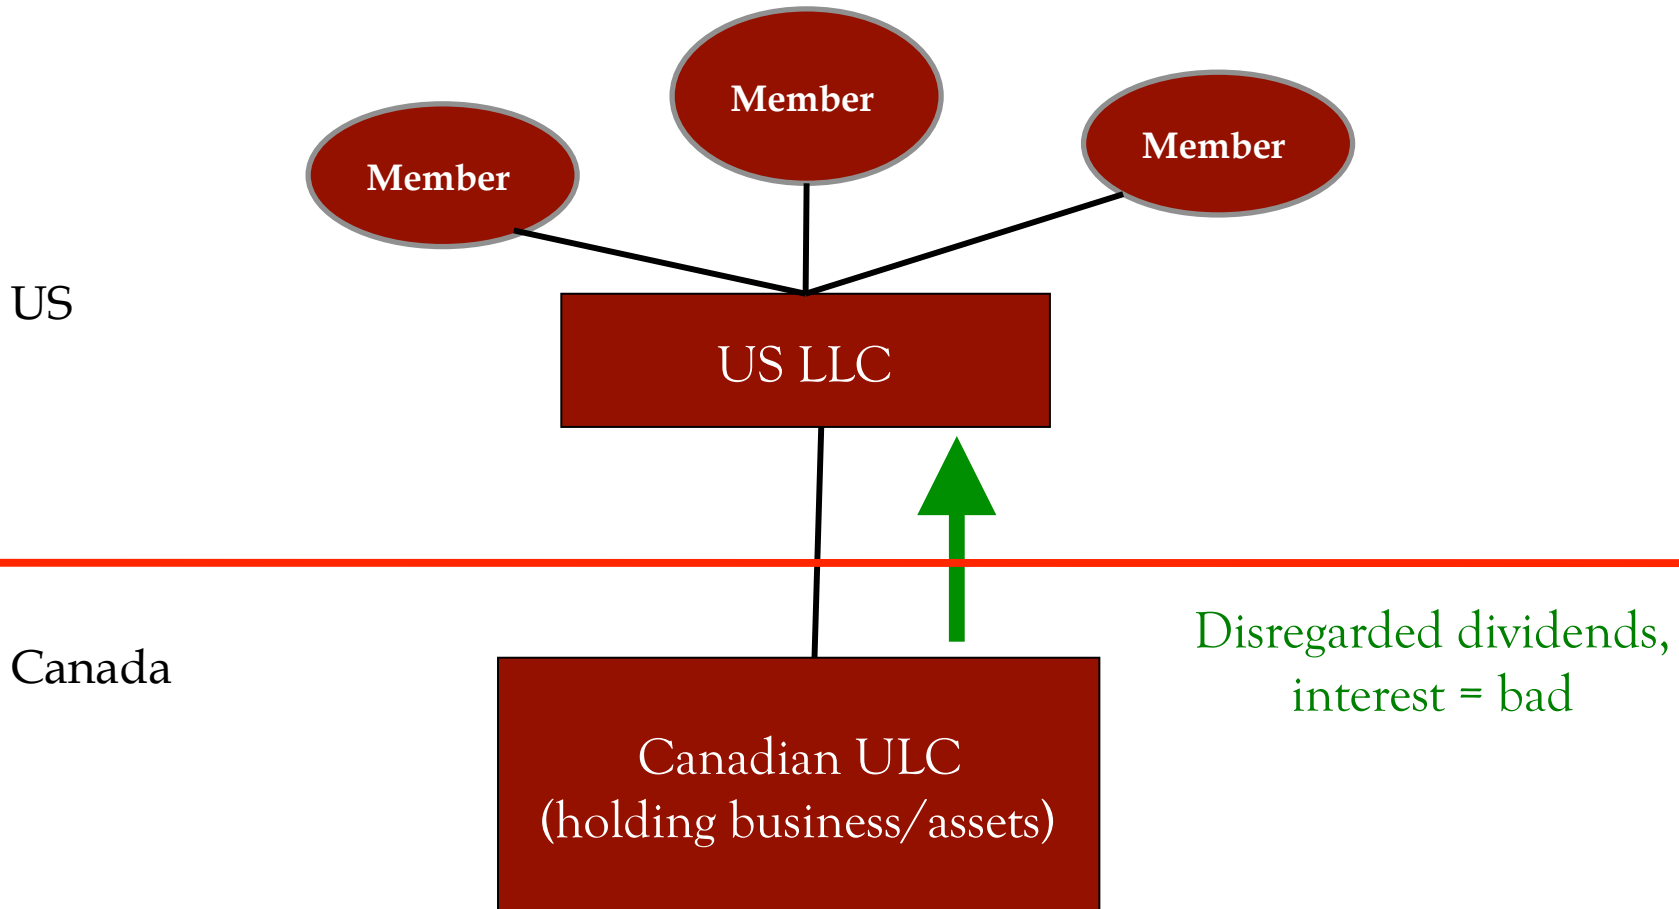 Member
Member
Member
US
US LLC
Disregarded dividends,
interest = bad
Canada
Canadian ULC
(holding business/assets)